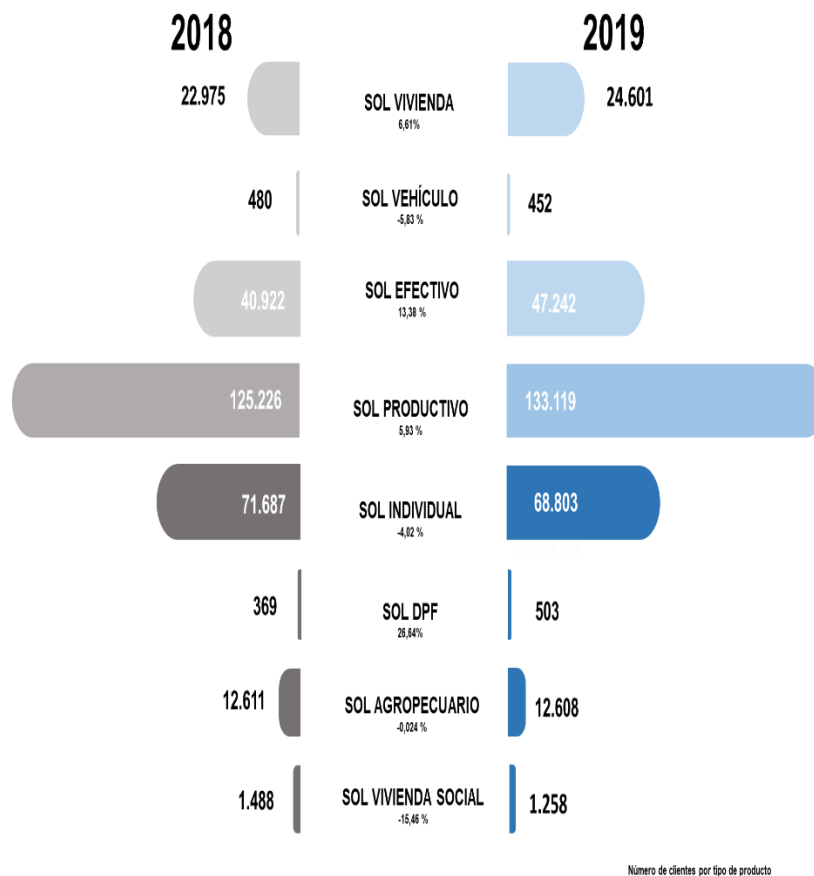 2018
2019
22.975
SOL VIVIENDA
6,61%
24.601
480
SOL VEHÍCULO
-5,83 %
452
40.922
SOL EFECTIVO
13,38 %
47.242
125.226
SOL PRODUCTIVO
5,93 %
133.119
71.687
SOL INDIVIDUAL
-4,02 %
68.803
369
SOL DPF
26,64%
503
12.611
SOL AGROPECUARIO
-0,024 %
12.608
1.488
SOL VIVIENDA SOCIAL
-15,46 %
1.258
Número de clientes por tipo de producto